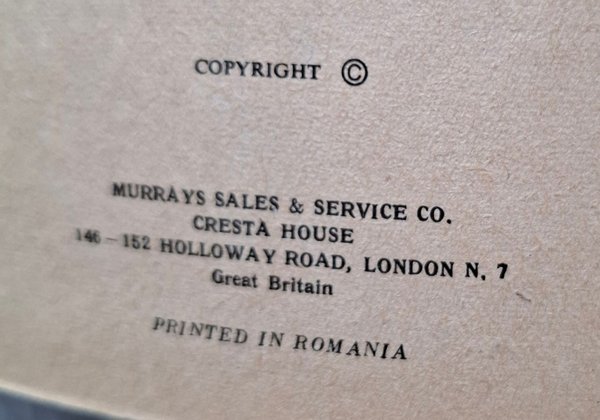 COPYRIGHT ©
MURRAYS SALES & SERVICE CO.
CRESTA HOUSE
146 – 152 HOLLOWAY ROAD, LONDON N. 7
Great Britain
PRINTED IN ROMANIA